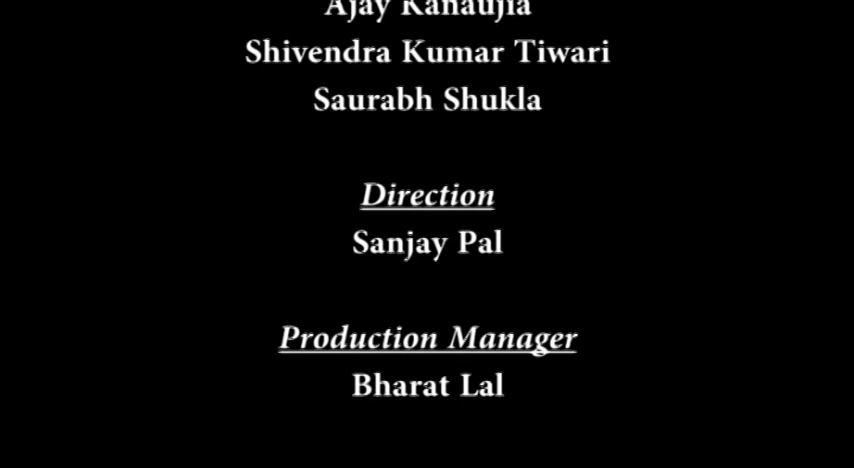 Ajay Kanaujia
Shivendra Kumar Tiwari
Saurabh Shukla
Direction
Sanjay Pal
Production Manager
Bharat Lal